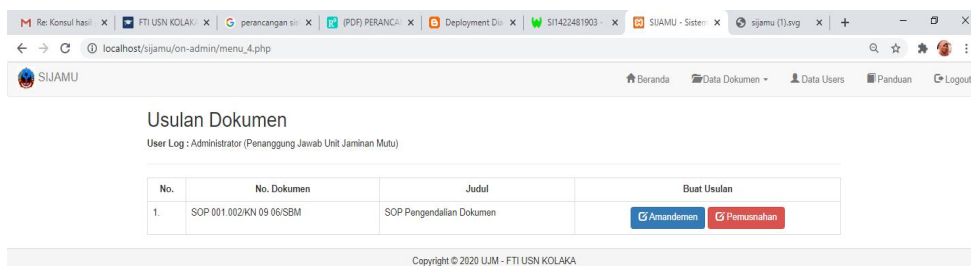 Re: Konsul hasil
FTI USN KOLAK
perancangan sis
(PDF) PERANCA
Deployment Dia
SI1422481903 -
SIJAMU - Sistem
sijamu (1).svg
localhost/sijamu/on-admin/menu_4.php
SIJAMU Beranda Data Dokumen Data Users Panduan Logout
Usulan Dokumen
User Log : Administrator (Penanggung Jawab Unit Jaminan Mutu)
No. No. Dokumen Judul Buat Usulan
1. SOP 001.002/KN 09 06/SBM SOP Pengendalian Dokumen Amandemen Pemusnahan
Copyright © 2020 UJM - FTI USN KOLAKA